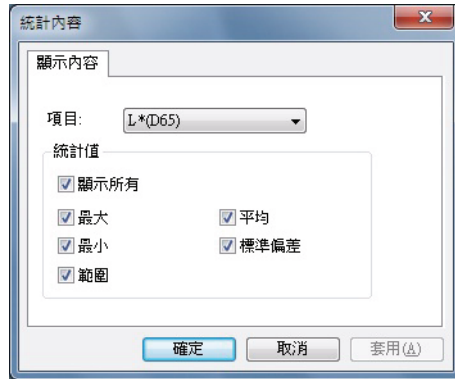 統計內容
顯示內容
項目: L*(D65)
統計值
顯示所有
最大 平均
最小 標準偏差
範圍
確定 取消 套用(A)